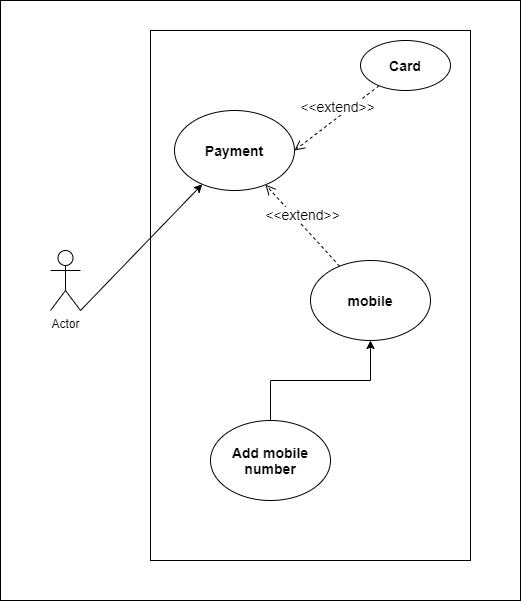 Card
<<extend>>
Payment
<<extend>>
mobile
Actor
Add mobile
number